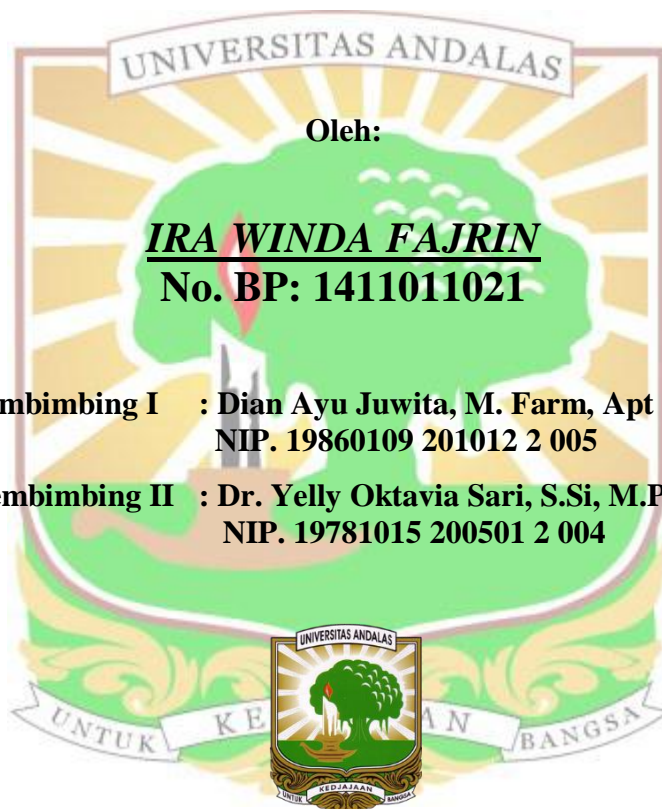 UNIVERSITAS ANDALAS
Oleh:
IRA WINDA FAJRIN
No. BP: 1411011021
mbimbing I : Dian Ayu Juwita, M. Farm, Apt
NIP. 19860109 201012 2 005
embimbing II : Dr. Yelly Oktavia Sari, S.Si, M.P
NIP. 19781015 200501 2 004
UNIVERSITAS ANDALAS
UNTUK KE AN BANGSA
UNTUK KEDJAJAAN BANGSA